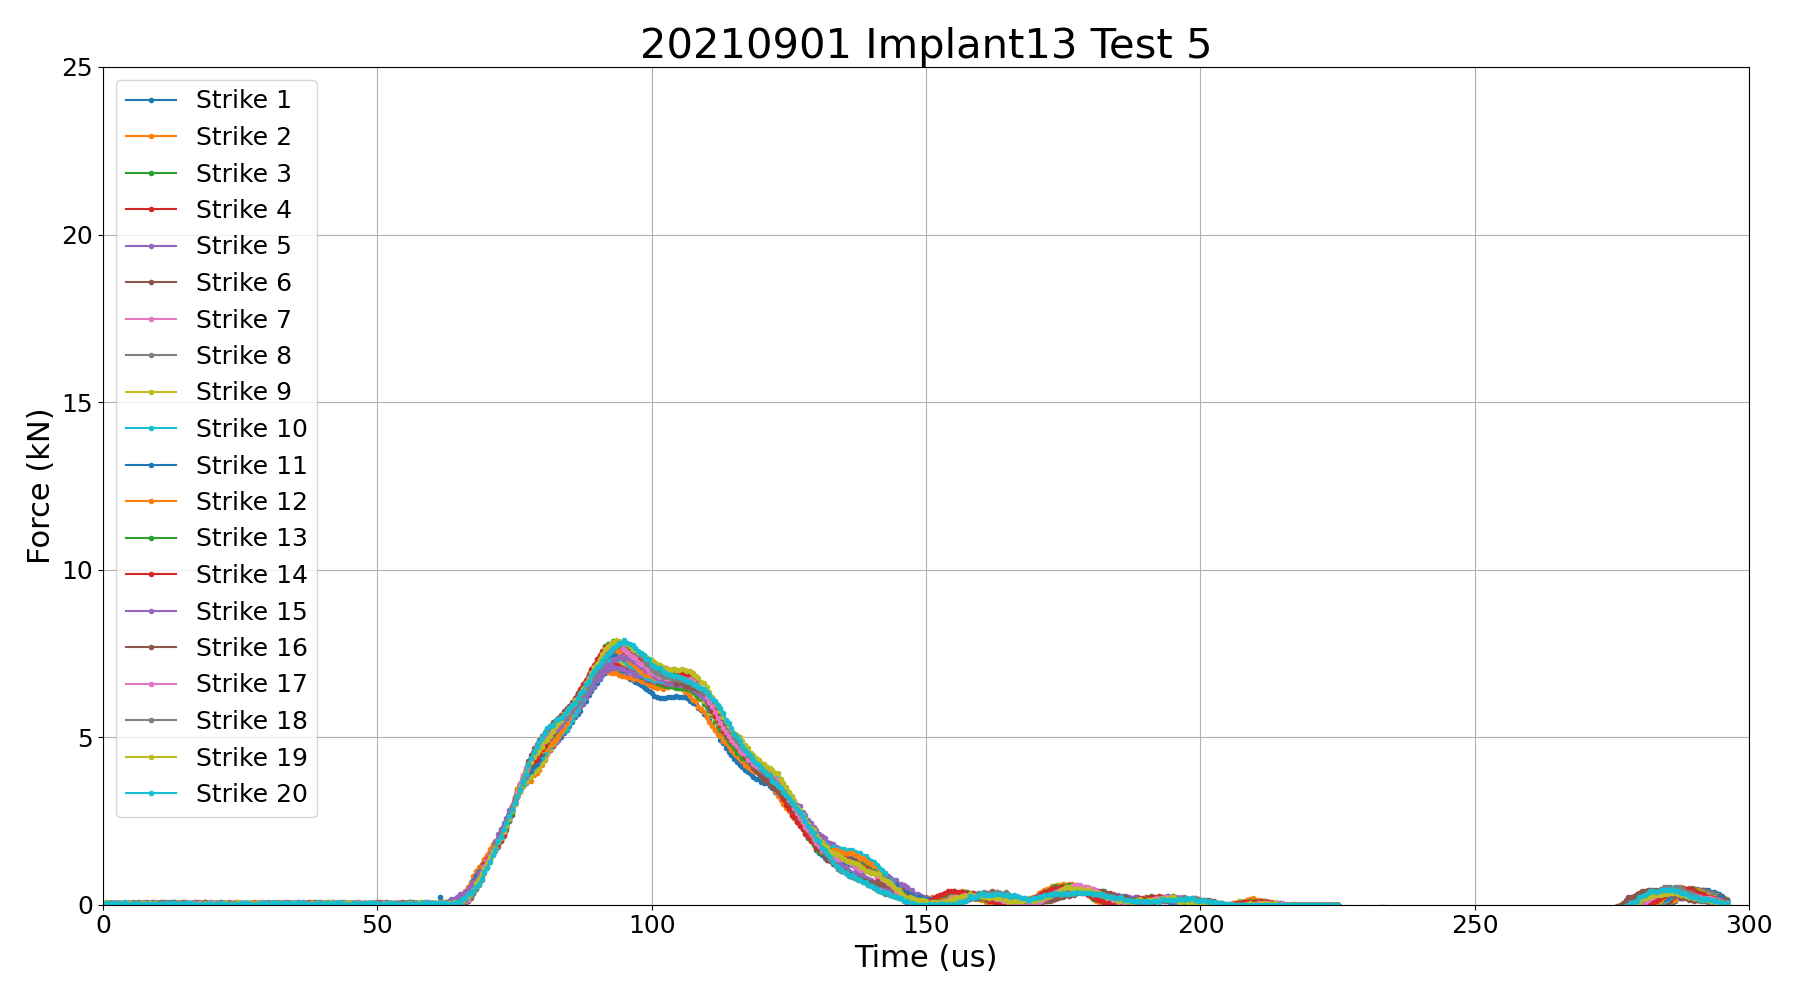 20210901 Implant13 Test 5
25
20
15
10
5
0
Force (kN)
Strike 1
Strike 2
Strike 3
Strike 4
Strike 5
Strike 6
Strike 7
Strike 8
Strike 9
Strike 10
Strike 11
Strike 12
Strike 13
Strike 14
Strike 15
Strike 16
Strike 17
Strike 18
Strike 19
Strike 20
0 50 100 150 200 250 300
Time (us)